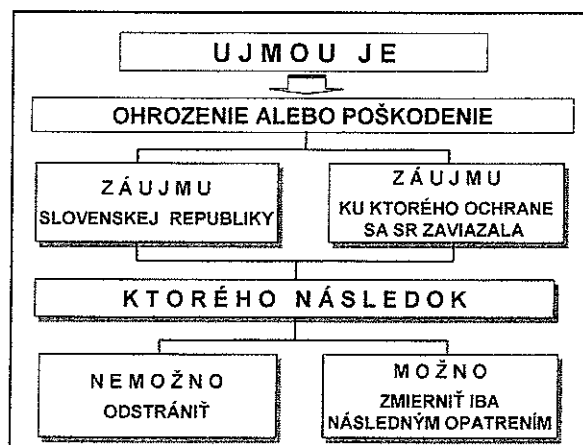 UJMOU JE
OHROZENIE ALEBO POŠKODENIE
ZÁUJMU
SLOVENSKEJ REPUBLIKY
ZÁUJMU
KU KTORÉHO OCHRANE
SA SR ZAVIAZALA
KTORÉHO NÁSLEDOK
NEMOŽNO
ODSTRÁNIŤ
MOŽNO
ZMIERNIŤ IBA
NÁSLEDNÝM OPATRENÍM